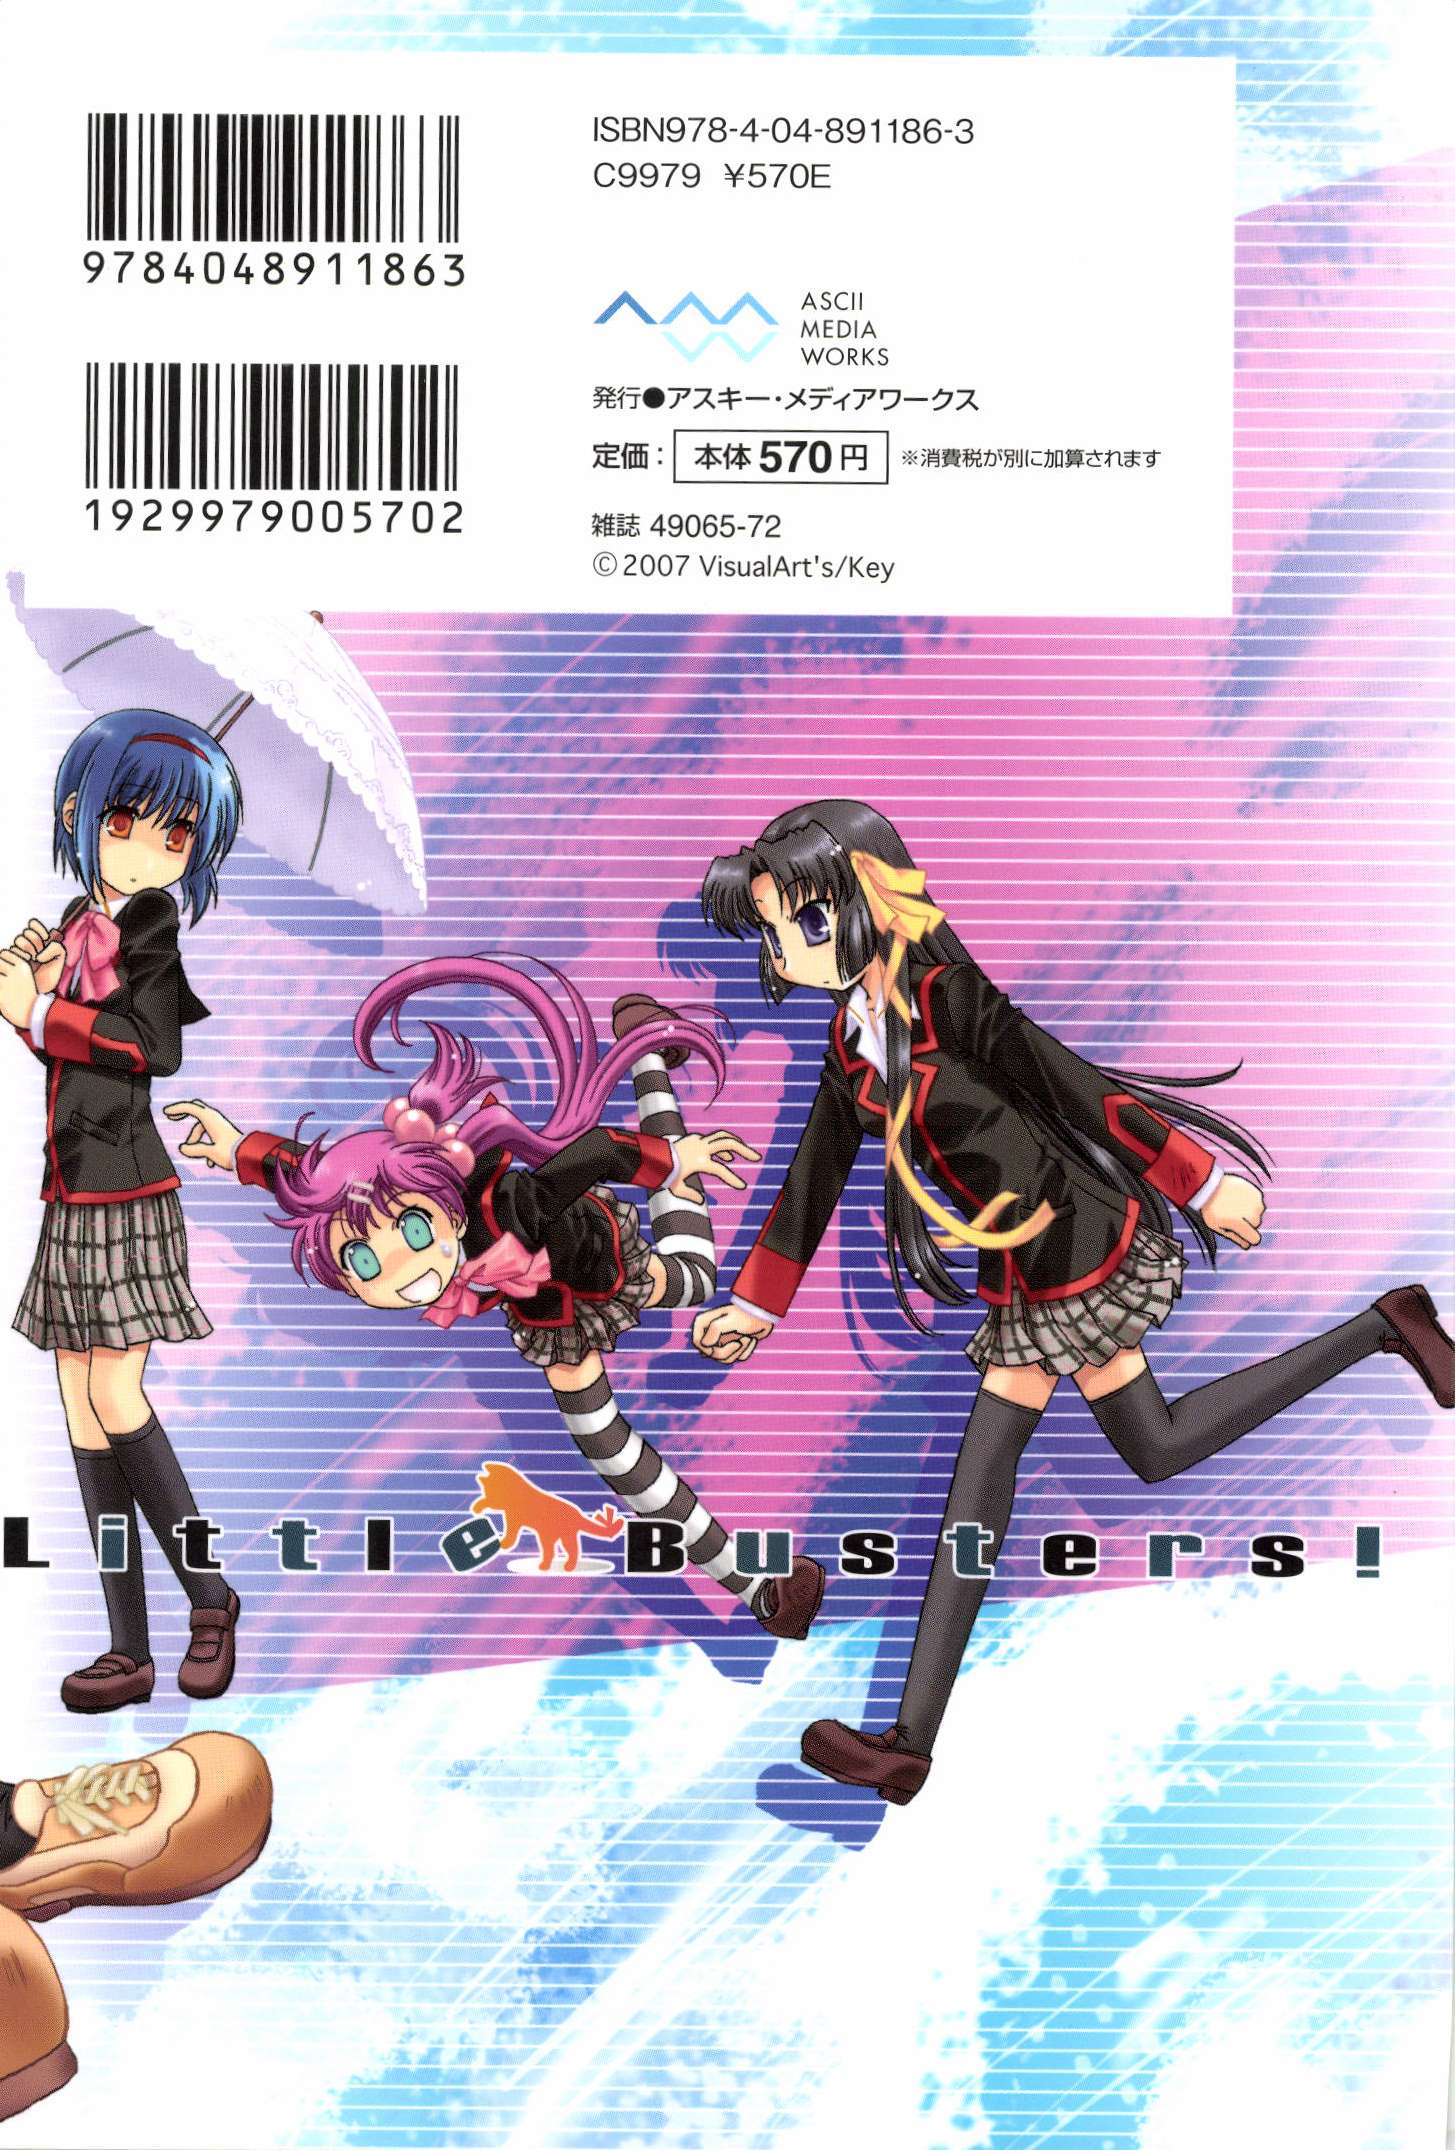 ISBN978-4-04-891186-3
C9979 ¥570E
9784048911863
ASCII
MEDIA
WORKS
発行●アスキー・メディアワークス
定価：本体570円 ※消費税が別に加算されます
1929979005702
雑誌 49065-72
©2007 VisualArt's/Key
Little Busters!